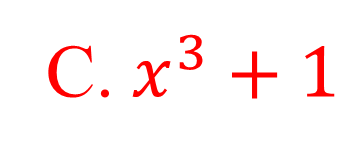 C. x³ + 1